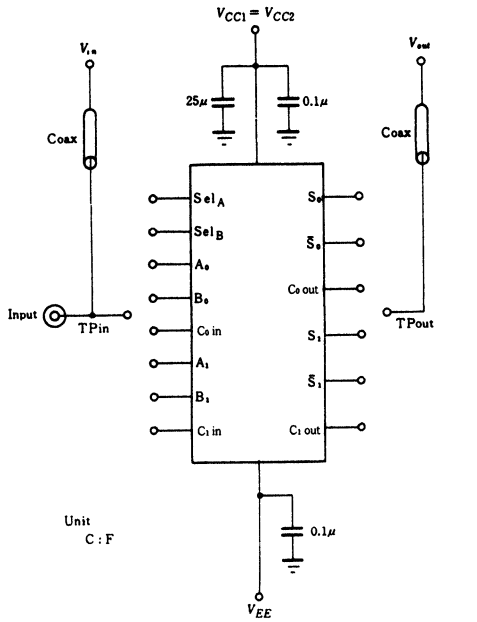 VCC1 = VCC2
Vin
Vout
25μ
0.1μ
Coax
Coax
SelA
S0
SelB
S̄0
A0
B0
C0 out
Input
TPin
C0 in
S1
TPout
A1
S̄1
B1
C1 in
C1 out
Unit
C : F
0.1μ
VEE